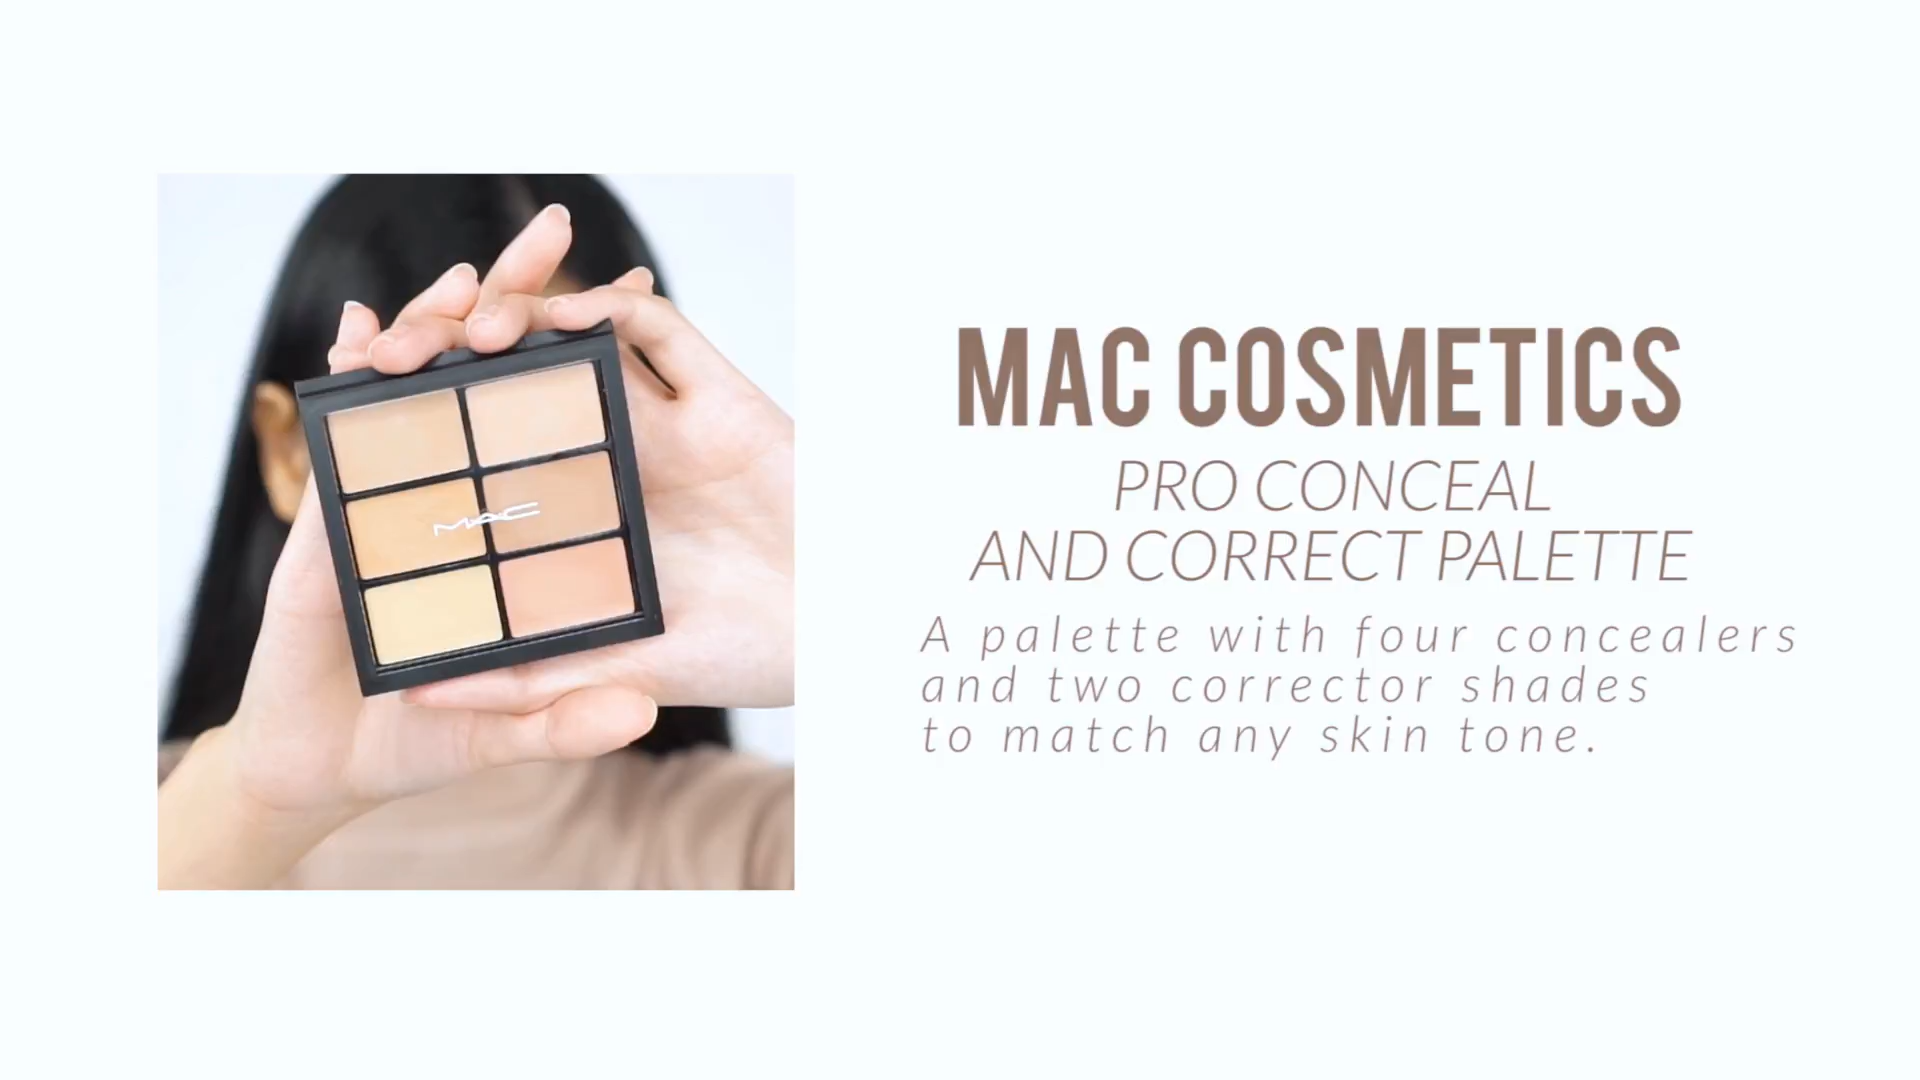 MAC
MAC COSMETICS
PRO CONCEAL
AND CORRECT PALETTE
A palette with four concealers
and two corrector shades
to match any skin tone.